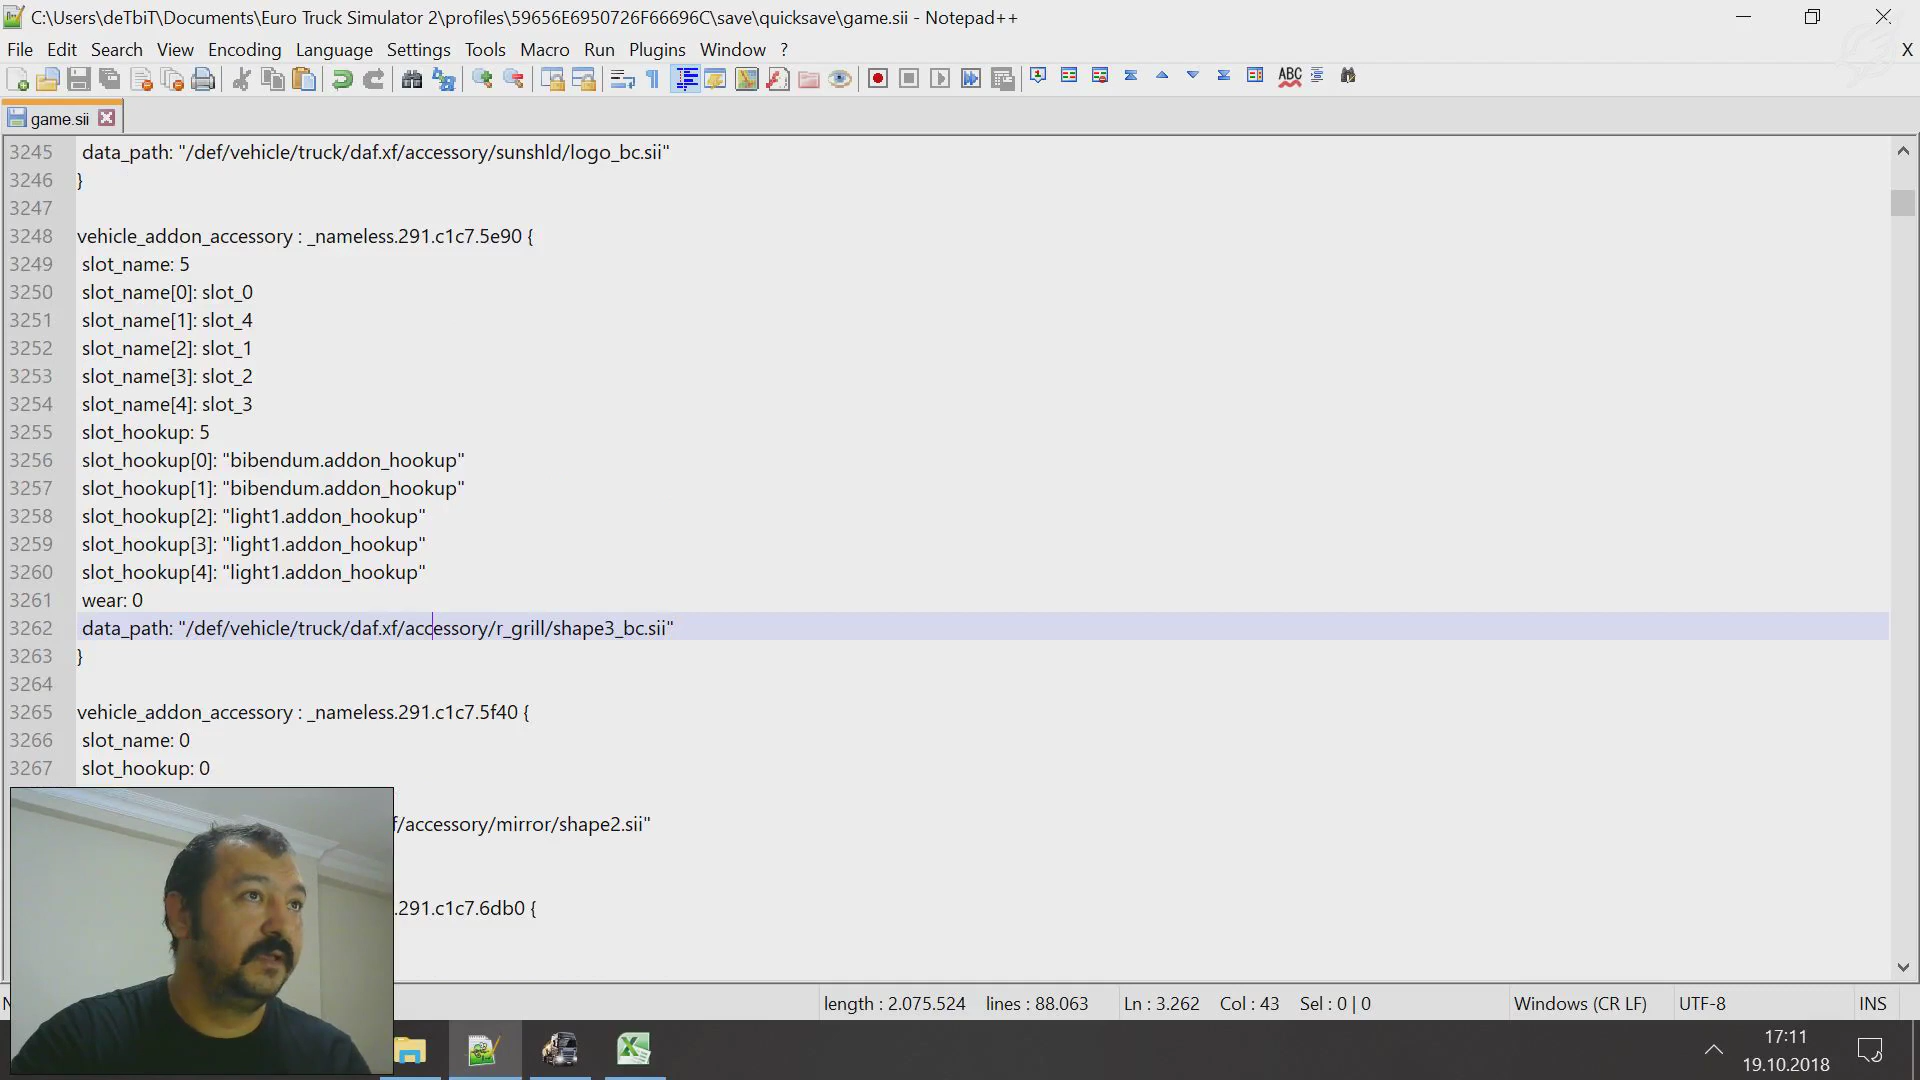 C:\Users\deTbiT\Documents\Euro Truck Simulator 2\profiles\59656E6950726F66696C\save\quicksave\game.sii - Notepad++
File Edit Search View Encoding Language Settings Tools Macro Run Plugins Window ? X
ABC
game.sii
3245 data_path: "/def/vehicle/truck/daf.xf/accessory/sunshld/logo_bc.sii"
3246 }
3247
3248 vehicle_addon_accessory : _nameless.291.c1c7.5e90 {
3249 slot_name: 5
3250 slot_name[0]: slot_0
3251 slot_name[1]: slot_4
3252 slot_name[2]: slot_1
3253 slot_name[3]: slot_2
3254 slot_name[4]: slot_3
3255 slot_hookup: 5
3256 slot_hookup[0]: "bibendum.addon_hookup"
3257 slot_hookup[1]: "bibendum.addon_hookup"
3258 slot_hookup[2]: "light1.addon_hookup"
3259 slot_hookup[3]: "light1.addon_hookup"
3260 slot_hookup[4]: "light1.addon_hookup"
3261 wear: 0
3262 data_path: "/def/vehicle/truck/daf.xf/accessory/r_grill/shape3_bc.sii"
3263 }
3264
3265 vehicle_addon_accessory : _nameless.291.c1c7.5f40 {
3266 slot_name: 0
3267 slot_hookup: 0
f/accessory/mirror/shape2.sii"
.291.c1c7.6db0 {
length : 2.075.524 lines : 88.063 Ln : 3.262 Col : 43 Sel : 0 | 0 Windows (CR LF) UTF-8 INS
17:11
19.10.2018